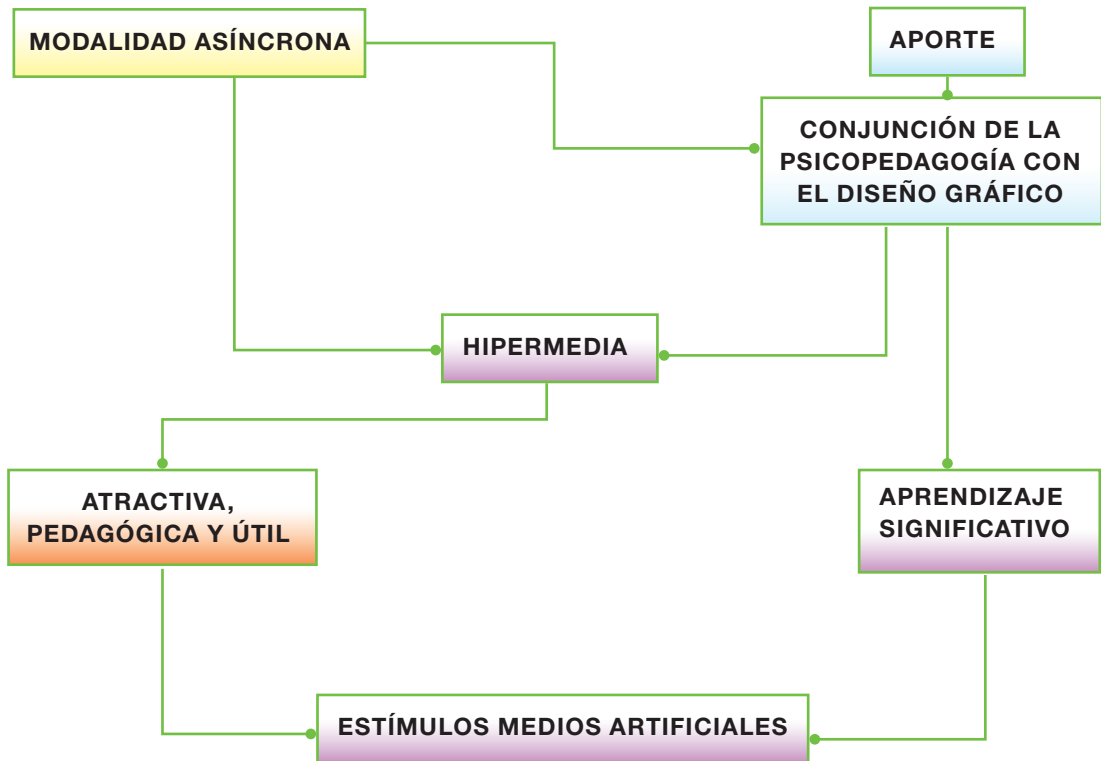 MODALIDAD ASÍNCRONA
APORTE
CONJUNCIÓN DE LA
PSICOPEDAGOGÍA CON
EL DISEÑO GRÁFICO
HIPERMEDIA
ATRACTIVA,
PEDAGÓGICA Y ÚTIL
APRENDIZAJE
SIGNIFICATIVO
ESTÍMULOS MEDIOS ARTIFICIALES